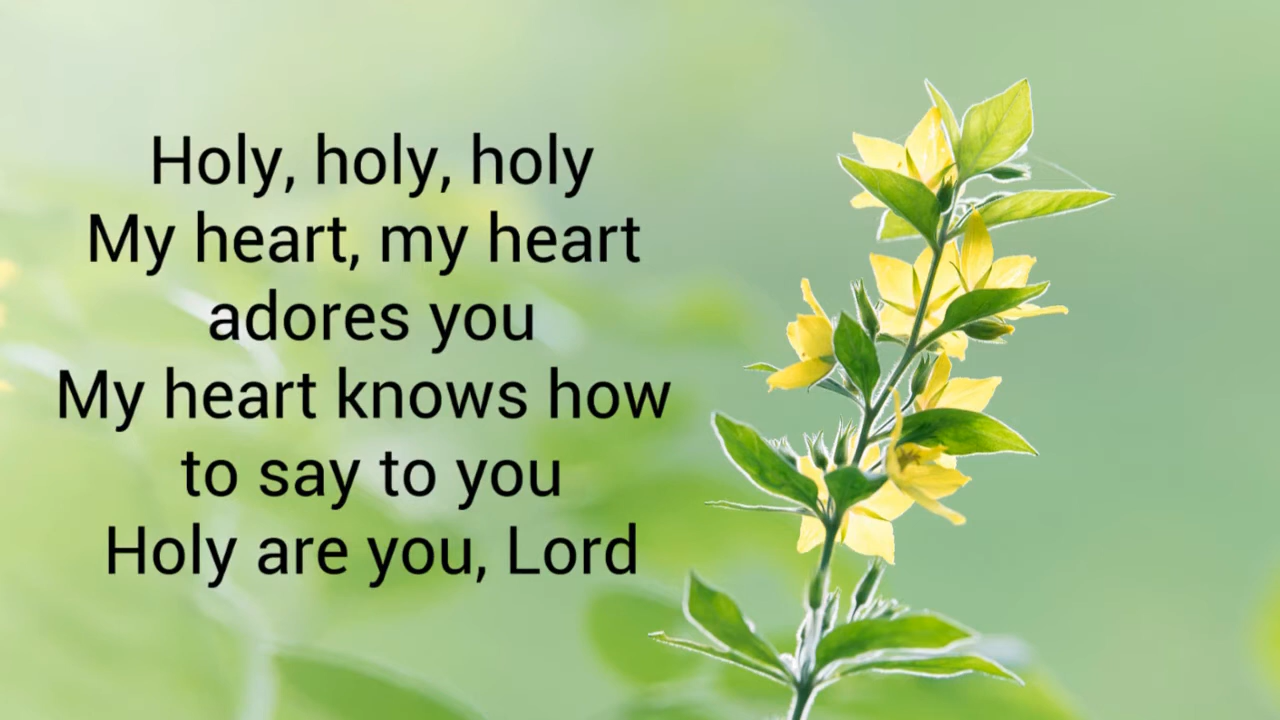 Holy, holy, holy
My heart, my heart
adores you
My heart knows how
to say to you
Holy are you, Lord